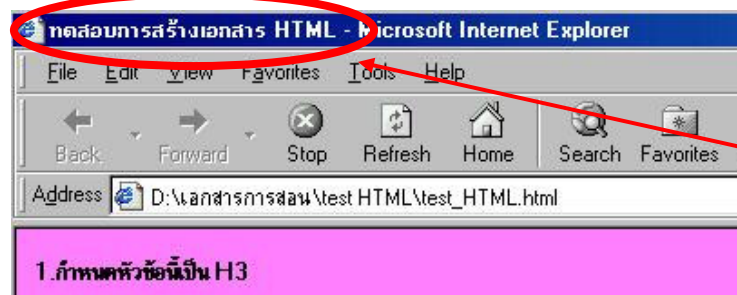 ทดสอบการสร้างเอกสาร HTML - Microsoft Internet Explorer
File Edit View Favorites Tools Help
Back Forward Stop Refresh Home Search Favorites
Address D:\เอกสารการสอน\test HTML\test_HTML.html
1.กำหนดหัวข้อนี้เป็น H3